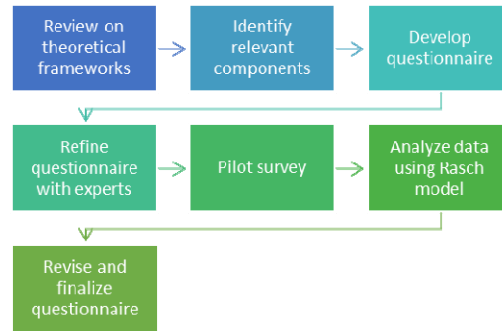 Review on
theoretical
frameworks
Identify
relevant
components
Develop
questionnaire
Refine
questionnaire
with experts
Pilot survey
Analyze data
using Rasch
model
Revise and
finalize
questionnaire